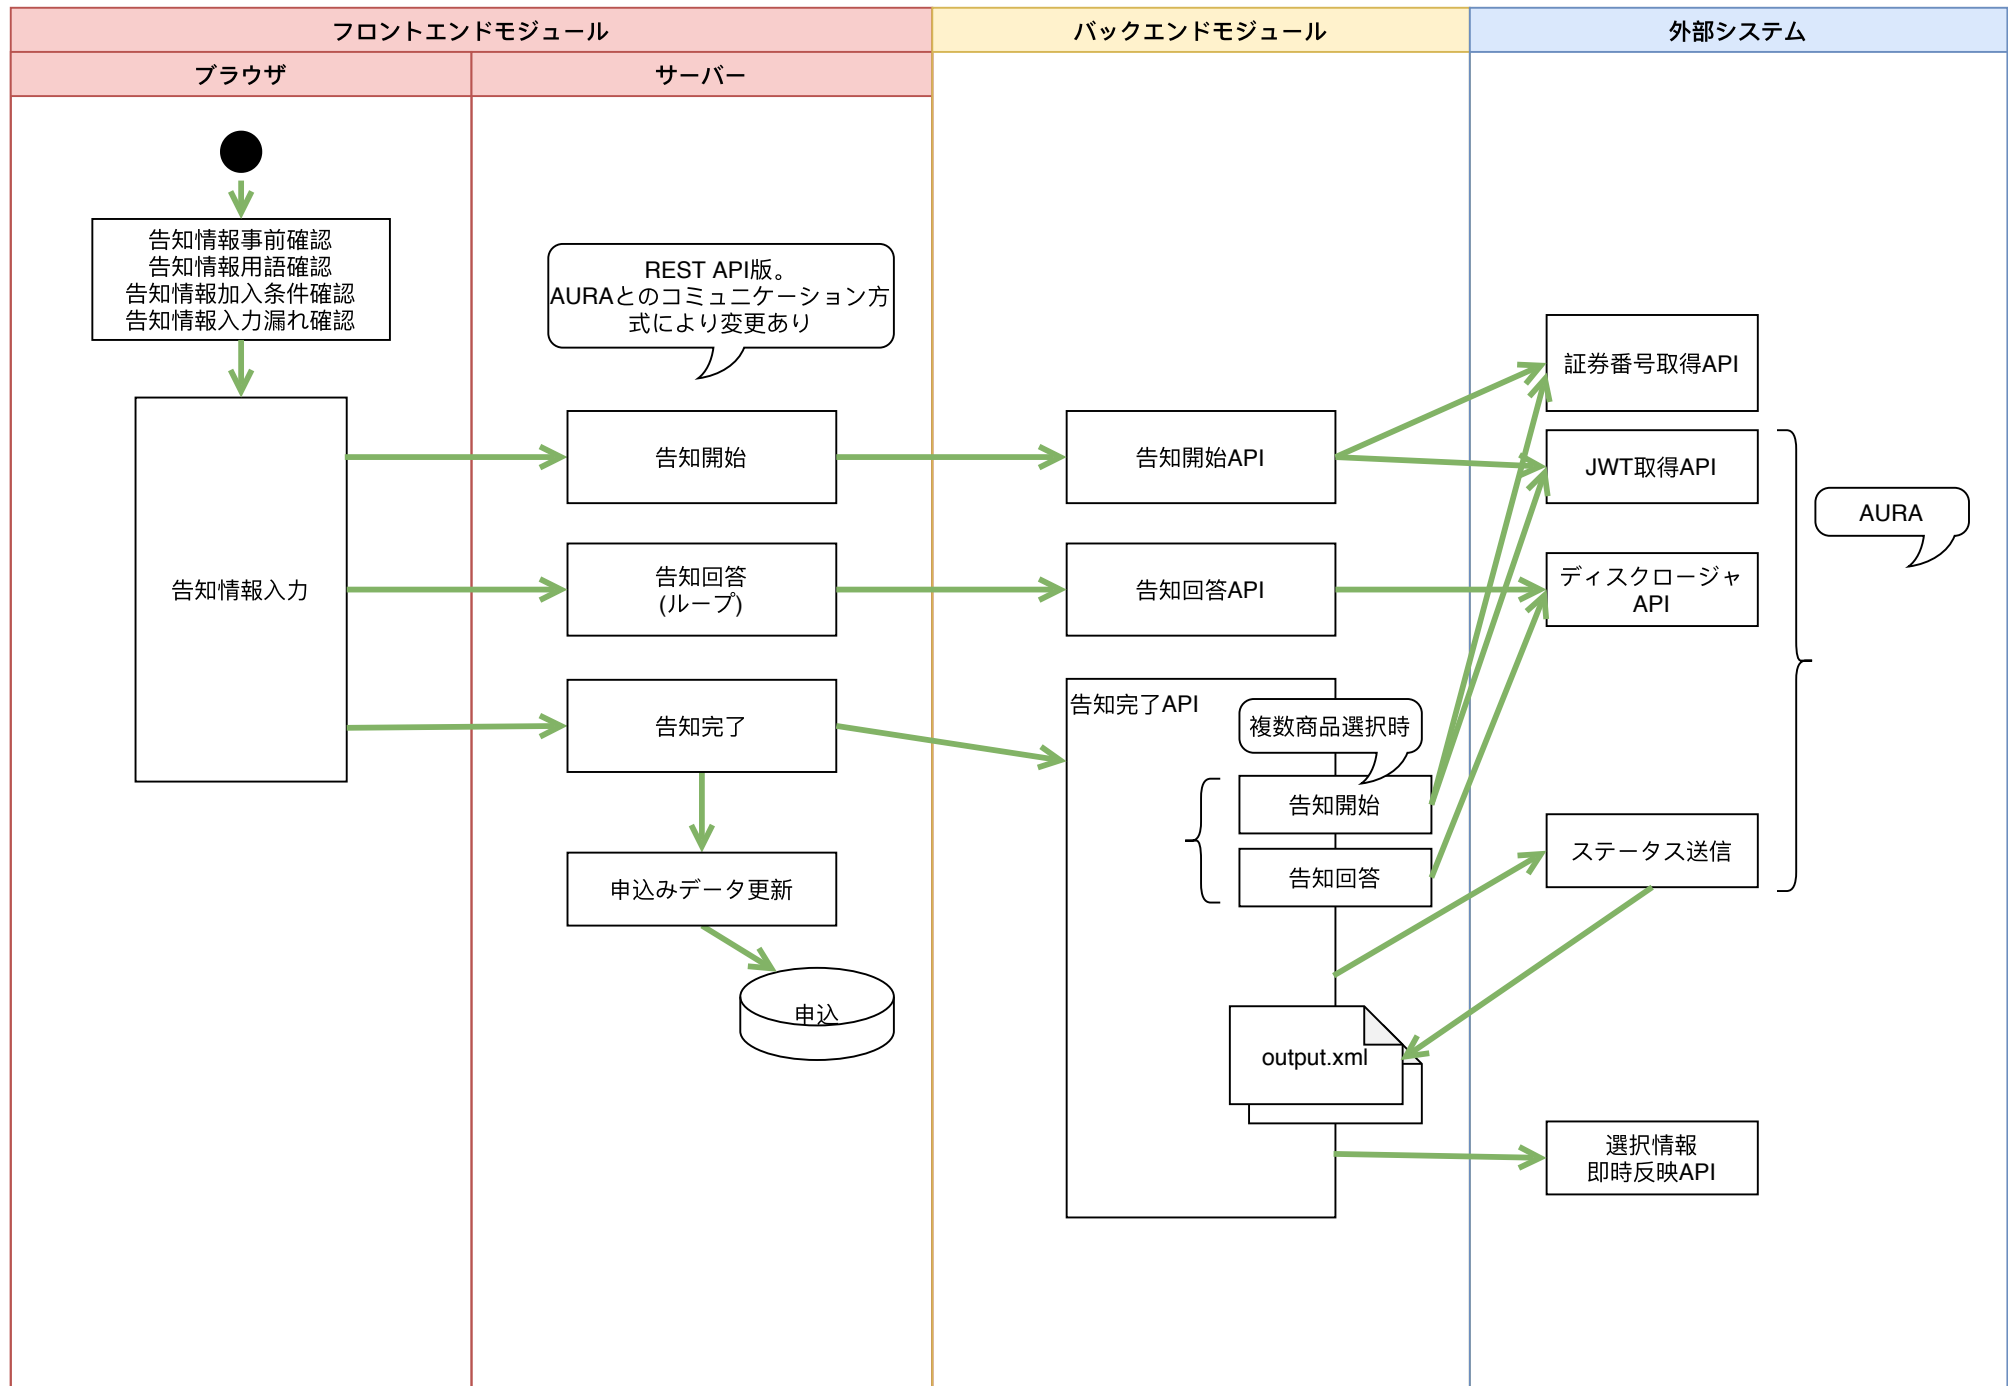 フロントエンドモジュール
バックエンドモジュール
外部システム
ブラウザ
サーバー
告知情報事前確認
告知情報用語確認
告知情報加入条件確認
告知情報入力漏れ確認
REST API版。
AURAとのコミュニケーション方
式により変更あり
証券番号取得API
告知開始
告知開始API
JWT取得API
AURA
告知情報入力
告知回答
(ループ)
告知回答API
ディスクロージャ
API
告知完了
告知完了API
複数商品選択時
告知開始
告知回答
ステータス送信
申込みデータ更新
申込
output.xml
選択情報
即時反映API